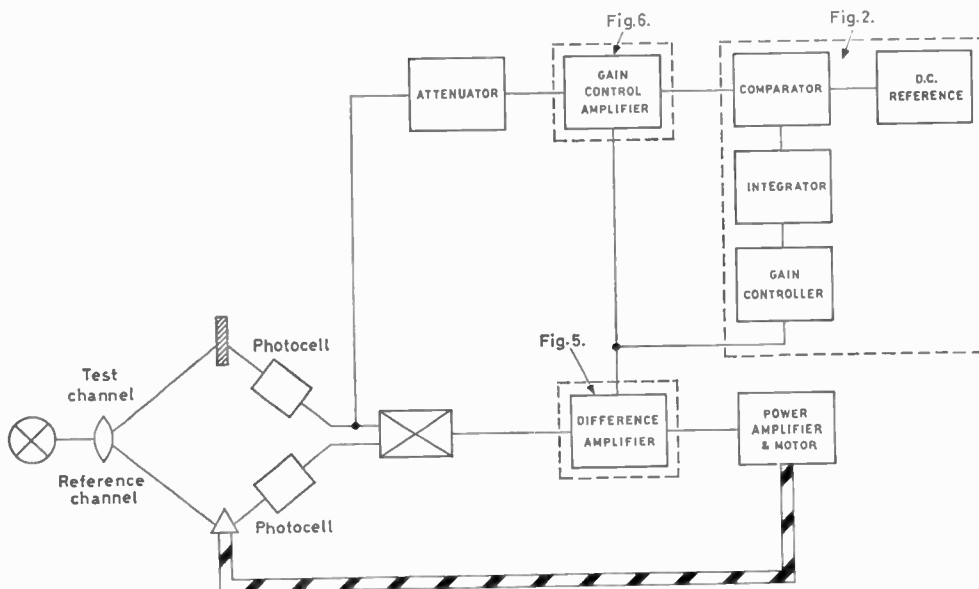 Fig.6.
Fig.2.
ATTENUATOR
GAIN
CONTROL
AMPLIFIER
COMPARATOR
D.C.
REFERENCE
INTEGRATOR
GAIN
CONTROLLER
Fig.5.
Photocell
Test
channel
DIFFERENCE
AMPLIFIER
POWER
AMPLIFIER
& MOTOR
Reference
channel
Photocell